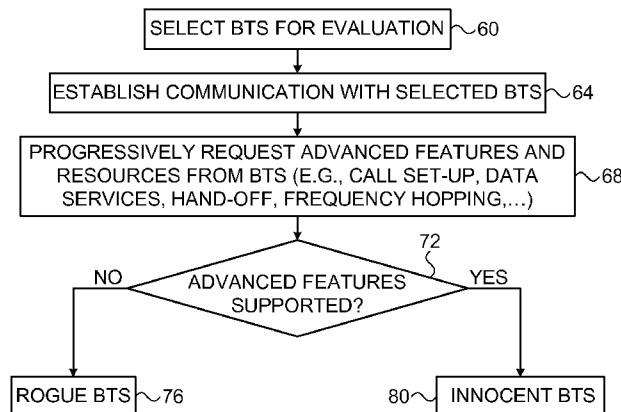 SELECT BTS FOR EVALUATION 60
ESTABLISH COMMUNICATION WITH SELECTED BTS 64
PROGRESSIVELY REQUEST ADVANCED FEATURES AND
RESOURCES FROM BTS (E.G., CALL SET-UP, DATA
SERVICES, HAND-OFF, FREQUENCY HOPPING,...)
68
72
NO
ADVANCED FEATURES
SUPPORTED?
YES
ROGUE BTS 76
80 INNOCENT BTS